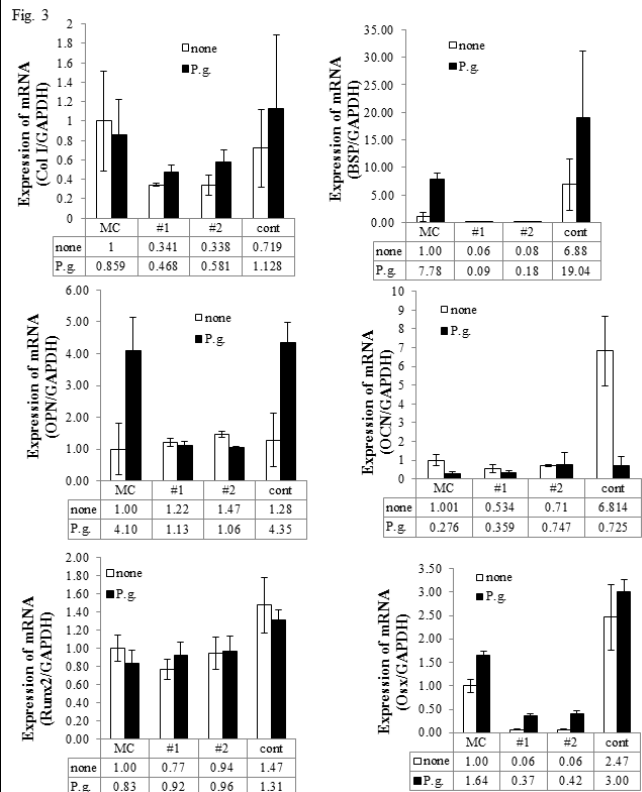 Fig. 3
Expression of mRNA
(Col I/GAPDH)
2
1.8
1.6
1.4
1.2
1
0.8
0.6
0.4
0.2
0
none
P.g.
MC #1 #2 cont
none 1 0.341 0.338 0.719
P.g. 0.859 0.468 0.581 1.128
Expression of mRNA
(BSP/GAPDH)
35.00
30.00
25.00
20.00
15.00
10.00
5.00
0.00
none
P.g.
MC #1 #2 cont
none 1.00 0.06 0.08 6.88
P.g. 7.78 0.09 0.18 19.04
Expression of mRNA
(OPN/GAPDH)
6.00
5.00
4.00
3.00
2.00
1.00
0.00
none
P.g.
MC #1 #2 cont
none 1.00 1.22 1.47 1.28
P.g. 4.10 1.13 1.06 4.35
Expression of mRNA
(OCN/GAPDH)
10
9
8
7
6
5
4
3
2
1
0
none
P.g.
MC #1 #2 cont
none 1.001 0.534 0.71 6.814
P.g. 0.276 0.359 0.747 0.725
Expression of mRNA
(Runx2/GAPDH)
2.00
1.80
1.60
1.40
1.20
1.00
0.80
0.60
0.40
0.20
0.00
none
P.g.
MC #1 #2 cont
none 1.00 0.77 0.94 1.47
P.g. 0.83 0.92 0.96 1.31
Expression of mRNA
(Osx/GAPDH)
3.50
3.00
2.50
2.00
1.50
1.00
0.50
0.00
none
P.g.
MC #1 #2 cont
none 1.00 0.06 0.06 2.47
P.g. 1.64 0.37 0.42 3.00